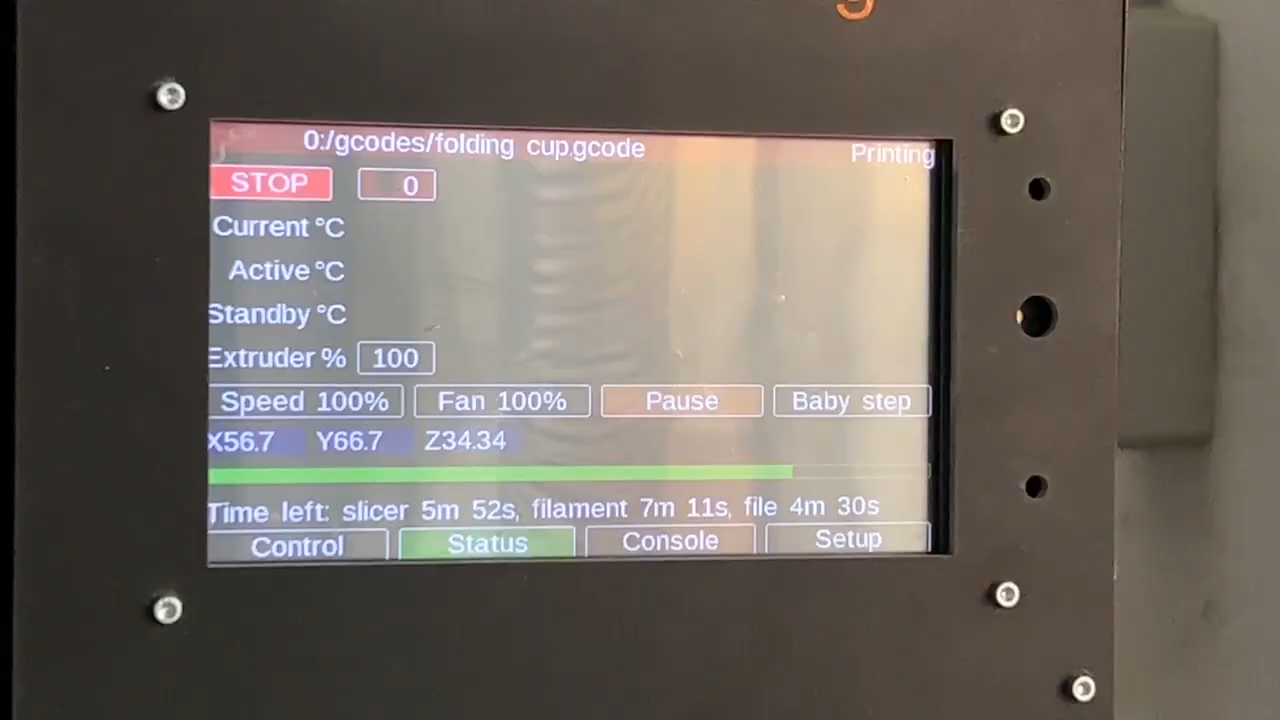 g
0:/gcodes/folding cup.gcode Printing
STOP 0
Current °C
Active °C
Standby °C
Extruder % 100
Speed 100% Fan 100% Pause Baby step
X56.7 Y66.7 Z34.34
Time left: slicer 5m 52s, filament 7m 11s, file 4m 30s
Control Status Console Setup